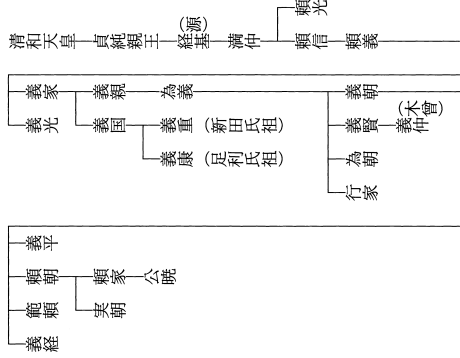 清和天皇―貞純親王―経基(源)―満仲―頼信―頼義
頼光
義家―義親―為義―義朝
義光
義国―義重(新田氏祖)
義康(足利氏祖)
義賢―義仲(木曾)
為朝
行家
義平
頼朝―頼家―公暁
実朝
範頼
義経